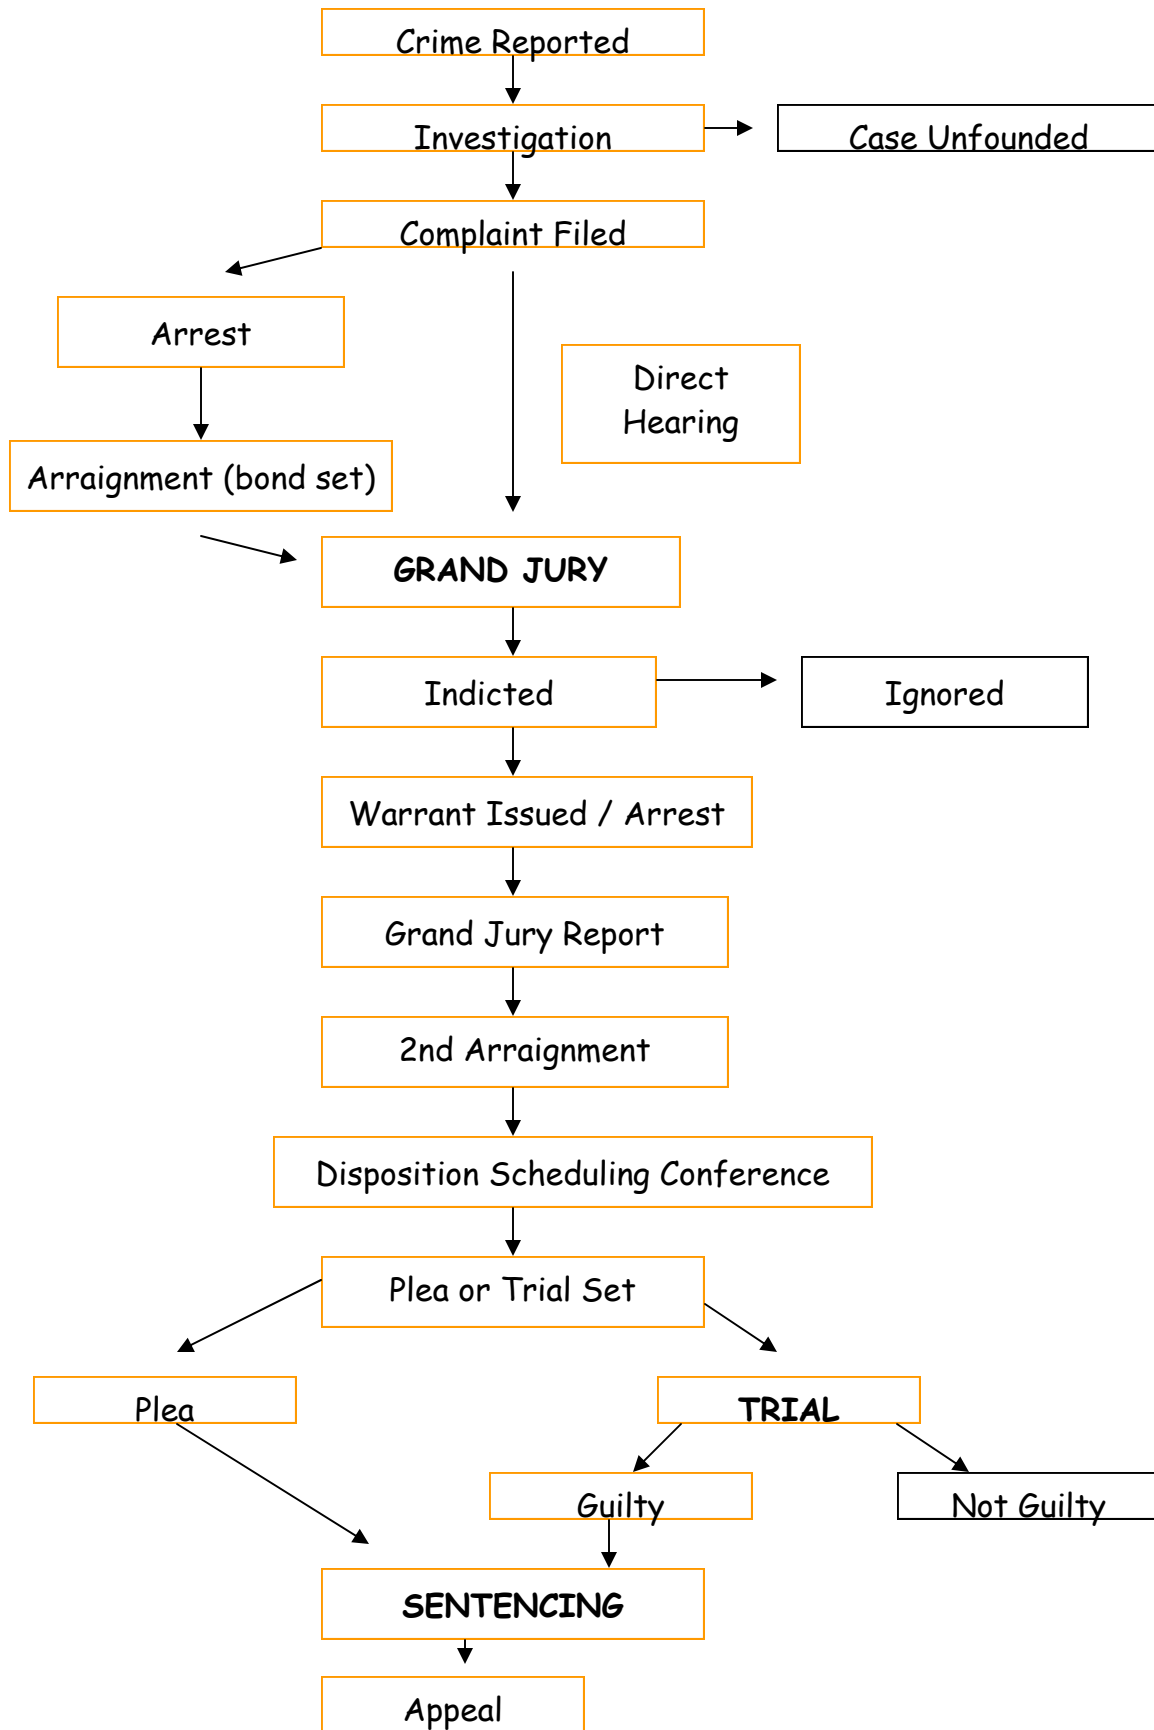 Crime Reported
Investigation
Case Unfounded
Complaint Filed
Arrest
Direct
Hearing
Arraignment (bond set)
GRAND JURY
Indicted
Ignored
Warrant Issued / Arrest
Grand Jury Report
2nd Arraignment
Disposition Scheduling Conference
Plea or Trial Set
Plea
TRIAL
Guilty
Not Guilty
SENTENCING
Appeal